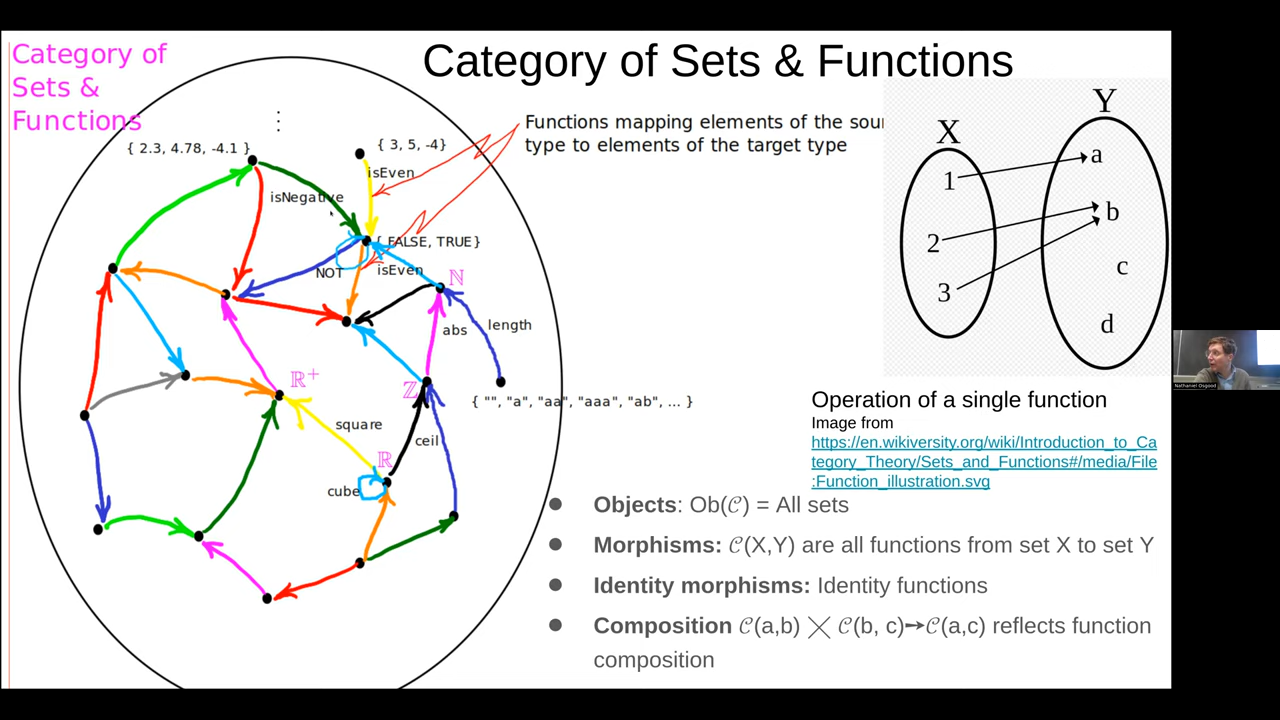 Category of
Sets &
Functions
Category of Sets & Functions
⋮
{ 2.3, 4.78, -4.1 }
{ 3, 5, -4}
isEven
isNegative
{ FALSE, TRUE}
NOT
isEven
ℕ
abs
length
ℝ⁺
ℤ
{ "", "a", "aa", "aaa", "ab", ... }
square
ceil
ℝ
cube
Functions mapping elements of the sour
type to elements of the target type
X
Y
1
2
3
a
b
c
d
Operation of a single function
Image from
https://en.wikiversity.org/wiki/Introduction_to_Ca
tegory_Theory/Sets_and_Functions#/media/File
:Function_illustration.svg
● Objects: Ob(𝒞) = All sets
● Morphisms: 𝒞(X,Y) are all functions from set X to set Y
● Identity morphisms: Identity functions
● Composition 𝒞(a,b) ╳ 𝒞(b, c)➙𝒞(a,c) reflects function
composition
Nathaniel Osgood